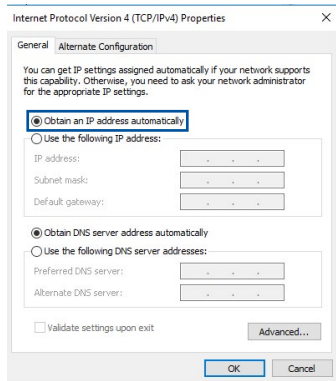 Internet Protocol Version 4 (TCP/IPv4) Properties
General Alternate Configuration
You can get IP settings assigned automatically if your network supports
this capability. Otherwise, you need to ask your network administrator
for the appropriate IP settings.
Obtain an IP address automatically
Use the following IP address:
IP address:
Subnet mask:
Default gateway:
Obtain DNS server address automatically
Use the following DNS server addresses:
Preferred DNS server:
Alternate DNS server:
Validate settings upon exit
Advanced...
OK Cancel